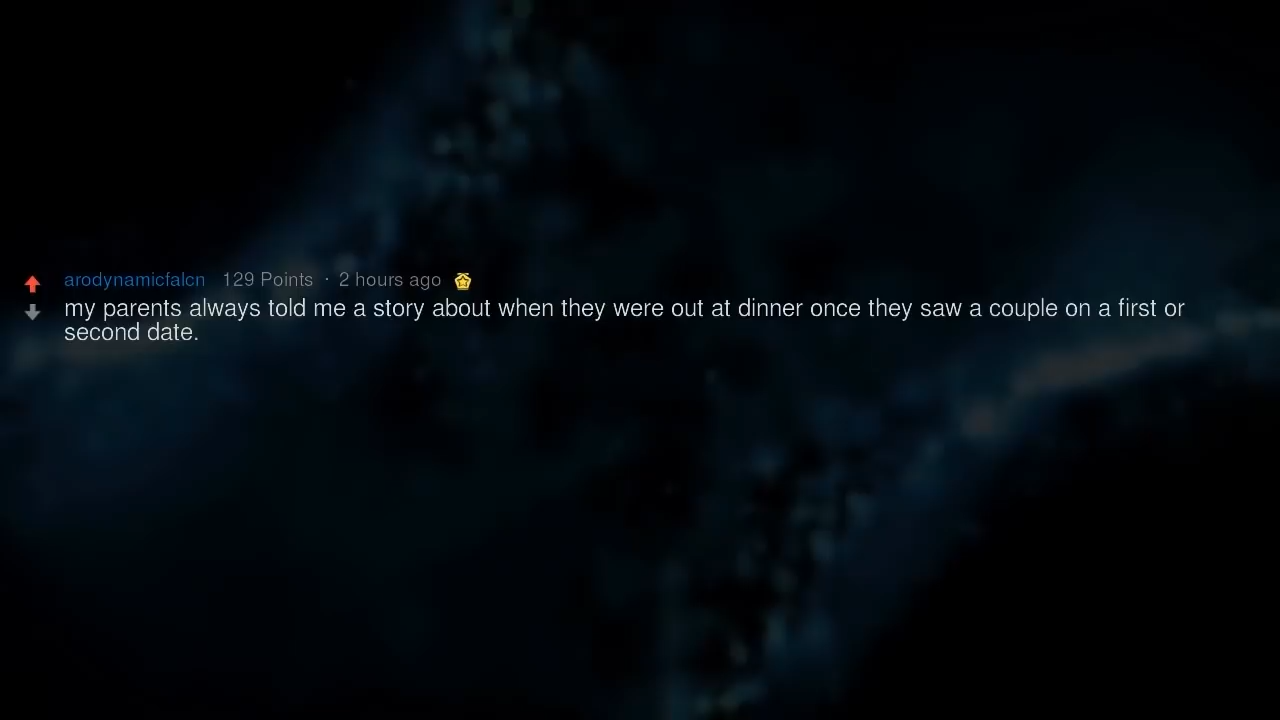 arodynamicfalcn 129 Points · 2 hours ago
my parents always told me a story about when they were out at dinner once they saw a couple on a first or
second date.